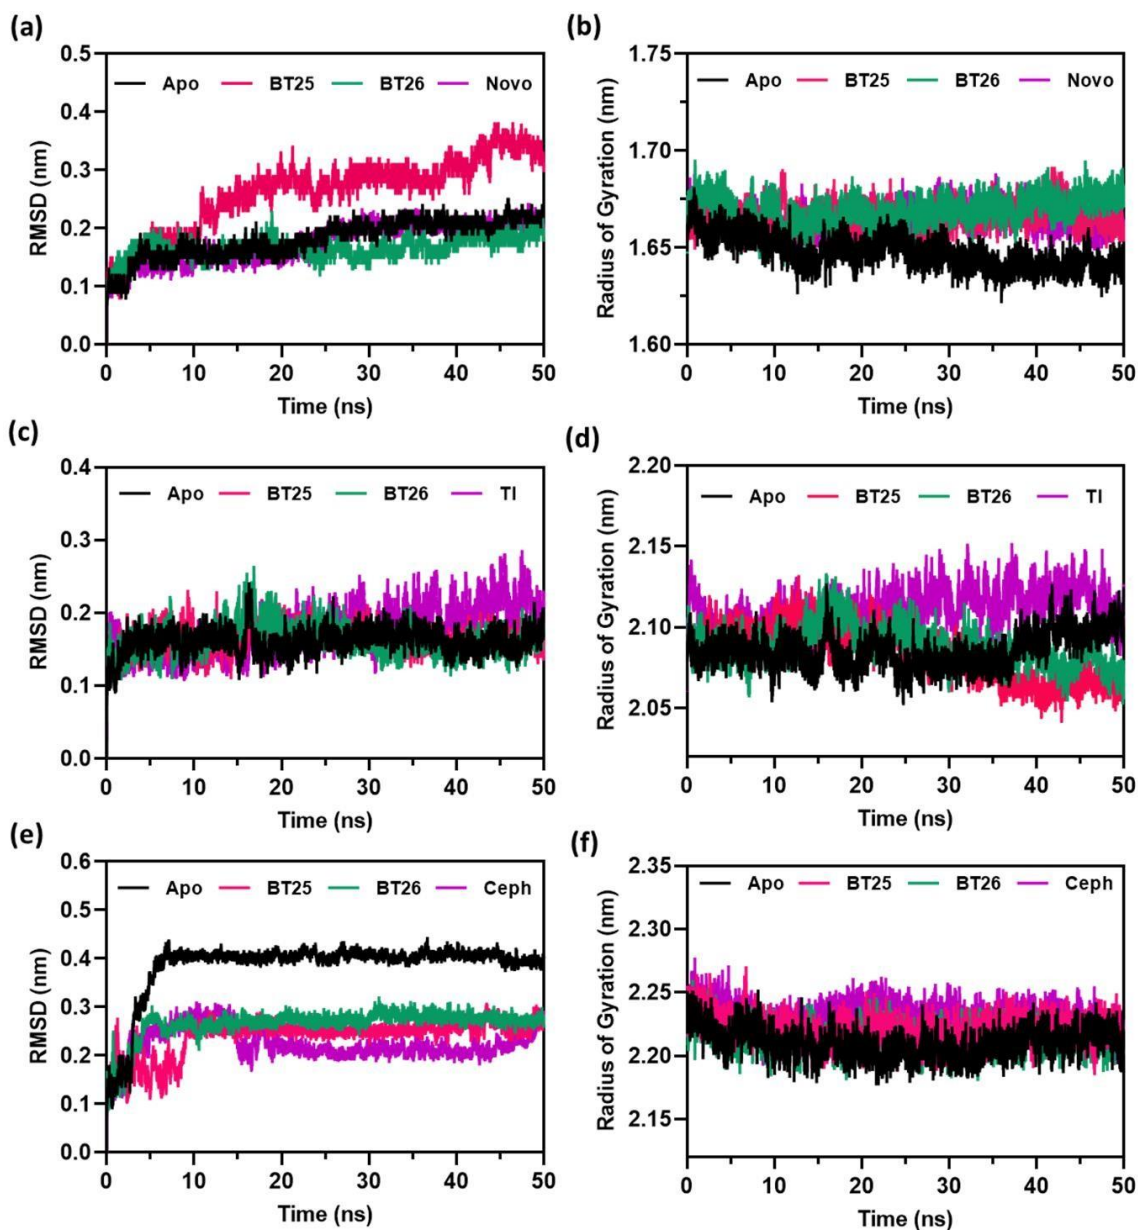 (a)
0.5
Apo BT25 BT26 Novo
0.4
0.3
0.2
0.1
0.0
RMSD (nm)
0 10 20 30 40 50
Time (ns)
(b)
1.75
Apo BT25 BT26 Novo
1.70
1.65
1.60
Radius of Gyration (nm)
0 10 20 30 40 50
Time (ns)
(c)
0.4
Apo BT25 BT26 TI
0.3
0.2
0.1
0.0
RMSD (nm)
0 10 20 30 40 50
Time (ns)
(d)
2.20
Apo BT25 BT26 TI
2.15
2.10
2.05
Radius of Gyration (nm)
0 10 20 30 40 50
Time (ns)
(e)
0.6
Apo BT25 BT26 Ceph
0.5
0.4
0.3
0.2
0.1
0.0
RMSD (nm)
0 10 20 30 40 50
Time (ns)
(f)
2.35
Apo BT25 BT26 Ceph
2.30
2.25
2.20
2.15
Radius of Gyration (nm)
0 10 20 30 40 50
Time (ns)